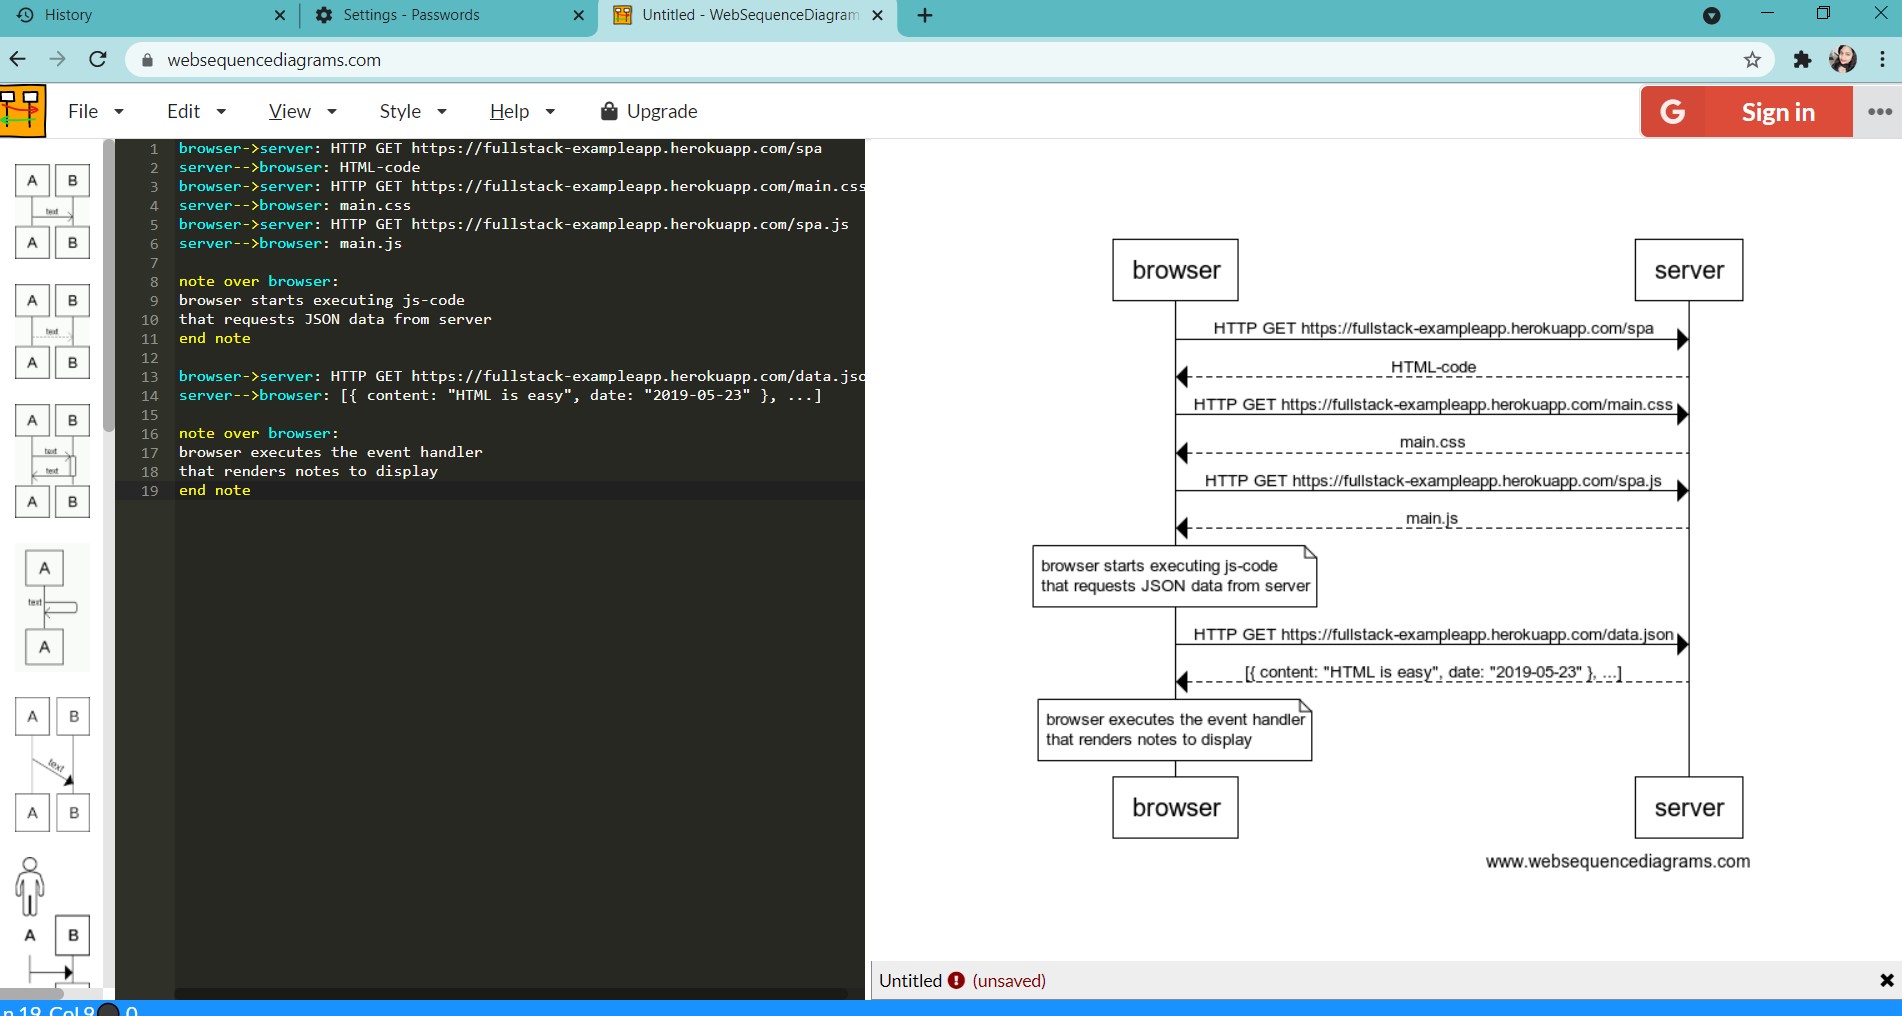 History
Settings - Passwords
Untitled - WebSequenceDiagram
websequencediagrams.com
File
Edit
View
Style
Help
Upgrade
G Sign in
A B
text
A B
A B
text
A B
A B
text
text
A B
A
text
A
A B
text
A B
A B
1 browser->server: HTTP GET https://fullstack-exampleapp.herokuapp.com/spa
2 server-->browser: HTML-code
3 browser->server: HTTP GET https://fullstack-exampleapp.herokuapp.com/main.css
4 server-->browser: main.css
5 browser->server: HTTP GET https://fullstack-exampleapp.herokuapp.com/spa.js
6 server-->browser: main.js
7
8 note over browser:
9 browser starts executing js-code
10 that requests JSON data from server
11 end note
12
13 browser->server: HTTP GET https://fullstack-exampleapp.herokuapp.com/data.jso
14 server-->browser: [{ content: "HTML is easy", date: "2019-05-23" }, ...]
15
16 note over browser:
17 browser executes the event handler
18 that renders notes to display
19 end note
browser server
HTTP GET https://fullstack-exampleapp.herokuapp.com/spa
HTML-code
HTTP GET https://fullstack-exampleapp.herokuapp.com/main.css
main.css
HTTP GET https://fullstack-exampleapp.herokuapp.com/spa.js
main.js
browser starts executing js-code
that requests JSON data from server
HTTP GET https://fullstack-exampleapp.herokuapp.com/data.json
[{ content: "HTML is easy", date: "2019-05-23" }, ...]
browser executes the event handler
that renders notes to display
browser server
www.websequencediagrams.com
Untitled (unsaved)
n 19, Col 9 0